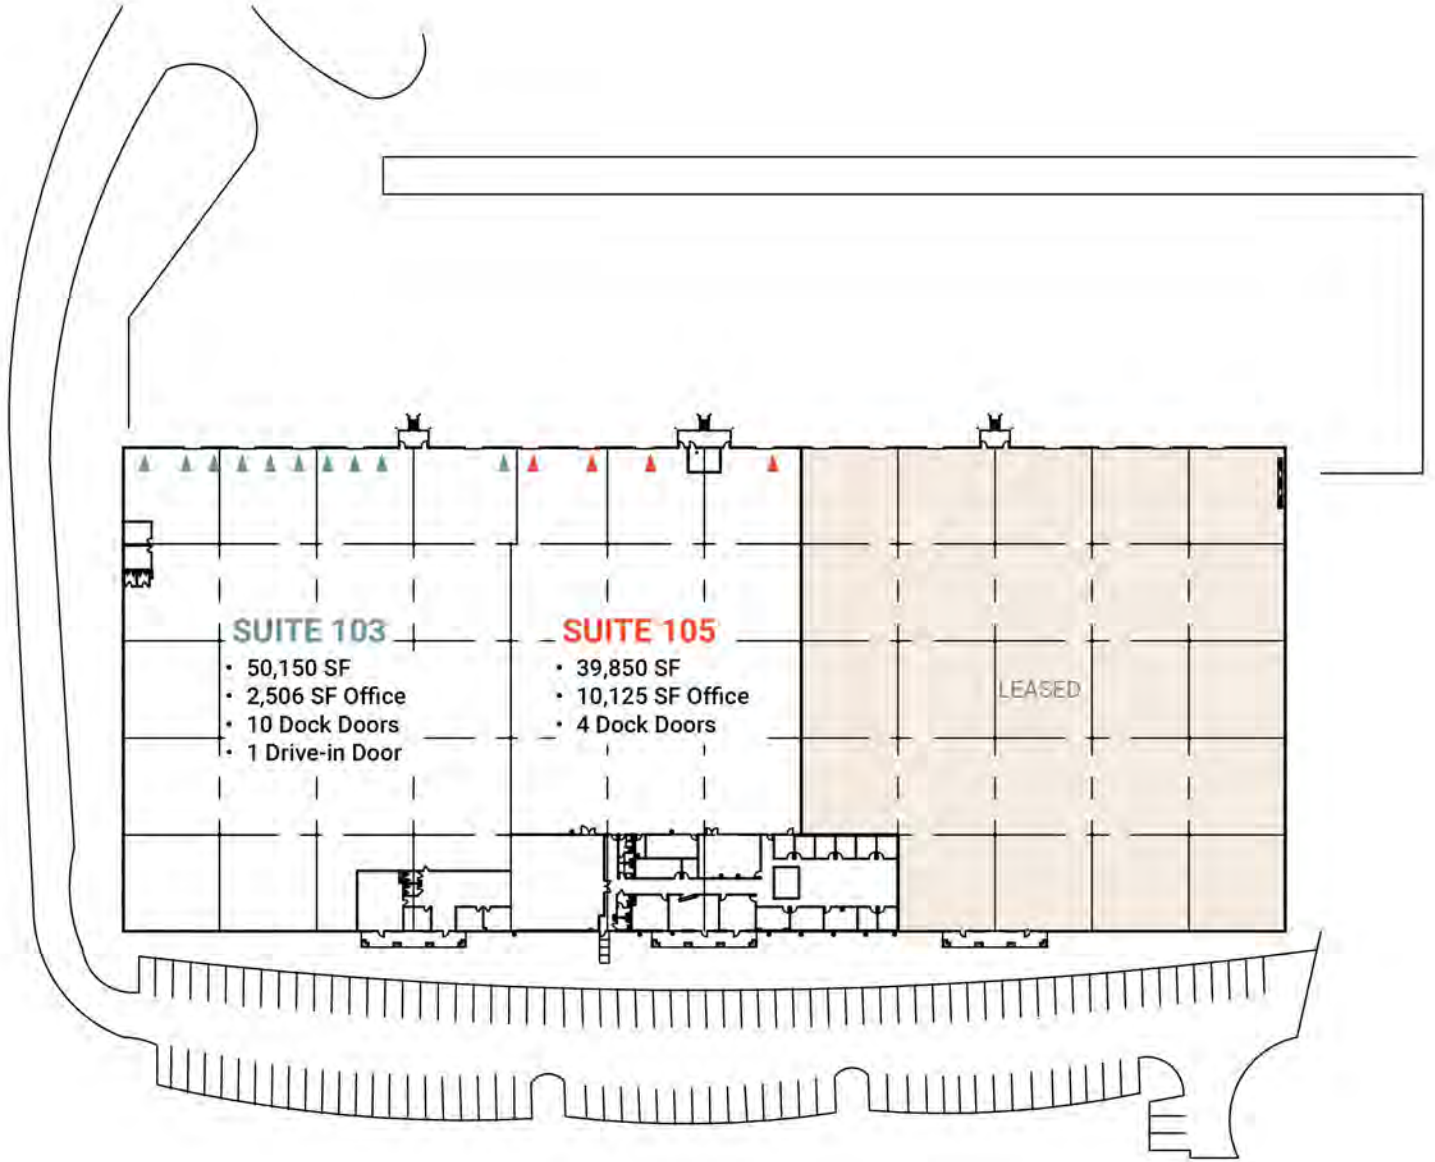 SUITE 103
· 50,150 SF
· 2,506 SF Office
· 10 Dock Doors
· 1 Drive-in Door
SUITE 105
· 39,850 SF
· 10,125 SF Office
· 4 Dock Doors
LEASED